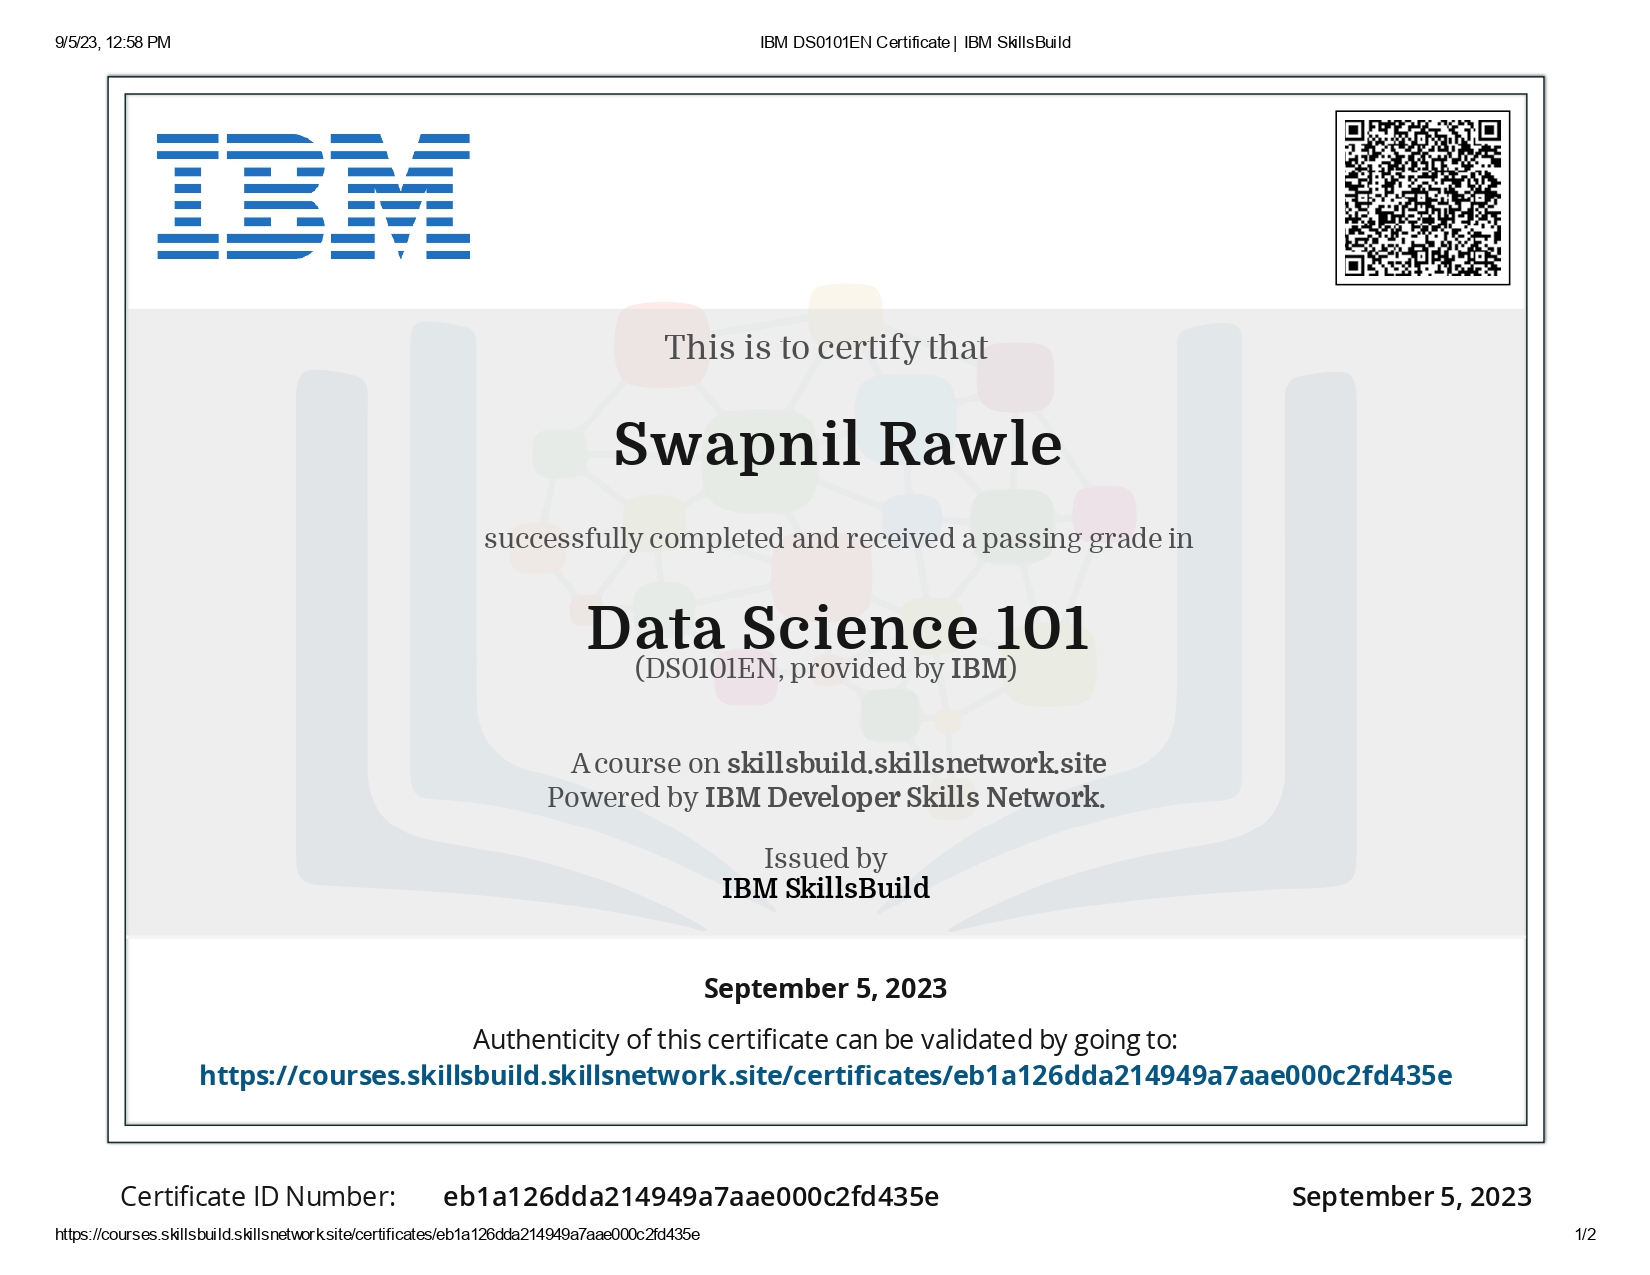 9/5/23, 12:58 PM IBM DS0101EN Certificate | IBM SkillsBuild
IBM
This is to certify that
Swapnil Rawle
successfully completed and received a passing grade in
Data Science 101
(DS0101EN, provided by IBM)
A course on skillsbuild.skillsnetwork.site
Powered by IBM Developer Skills Network.
Issued by
IBM SkillsBuild
September 5, 2023
Authenticity of this certificate can be validated by going to:
https://courses.skillsbuild.skillsnetwork.site/certificates/eb1a126dda214949a7aae000c2fd435e
Certificate ID Number: eb1a126dda214949a7aae000c2fd435e September 5, 2023
https://courses.skillsbuild.skillsnetwork.site/certificates/eb1a126dda214949a7aae000c2fd435e 1/2